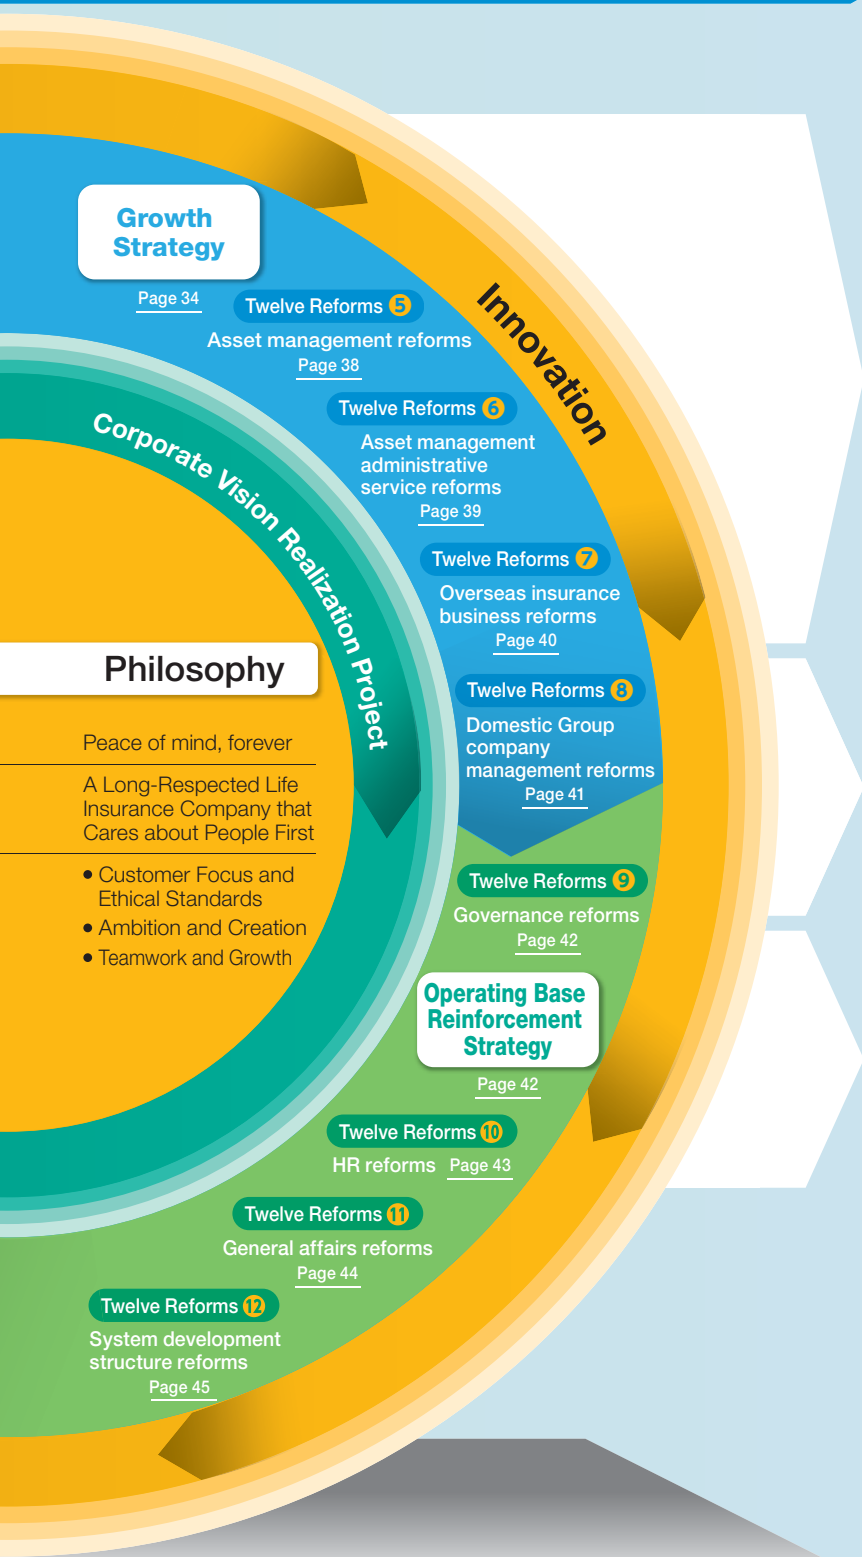 Growth
Strategy
Page 34
Twelve Reforms 5
Asset management reforms
Page 38
Innovation
Twelve Reforms 6
Asset management
administrative
service reforms
Page 39
Corporate Vision Realization Project
Twelve Reforms 7
Overseas insurance
business reforms
Page 40
Philosophy
Peace of mind, forever
A Long-Respected Life
Insurance Company that
Cares about People First
• Customer Focus and
Ethical Standards
• Ambition and Creation
• Teamwork and Growth
Twelve Reforms 8
Domestic Group
company
management reforms
Page 41
Twelve Reforms 9
Governance reforms
Page 42
Operating Base
Reinforcement
Strategy
Page 42
Twelve Reforms 10
HR reforms Page 43
Twelve Reforms 11
General affairs reforms
Page 44
Twelve Reforms 12
System development
structure reforms
Page 45